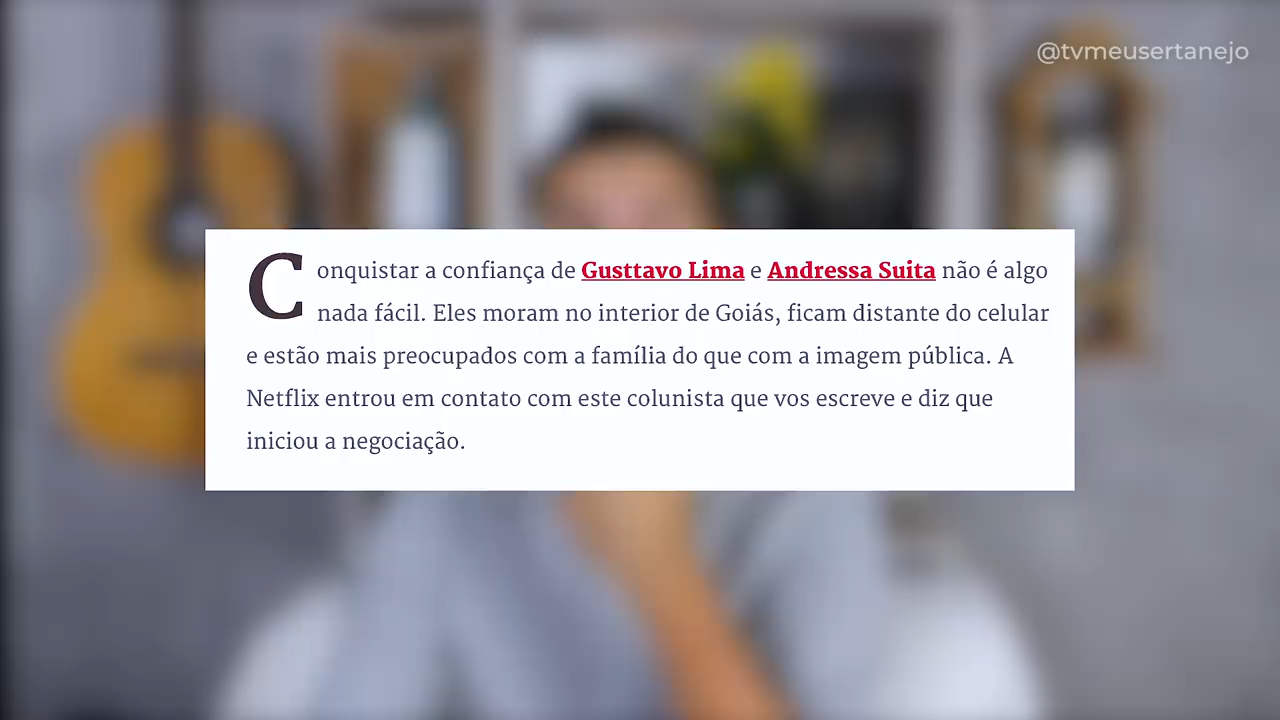 @tvmeusertanejo
Conquistar a confiança de Gusttavo Lima e Andressa Suita não é algo
nada fácil. Eles moram no interior de Goiás, ficam distante do celular
e estão mais preocupados com a família do que com a imagem pública. A
Netflix entrou em contato com este colunista que vos escreve e diz que
iniciou a negociação.